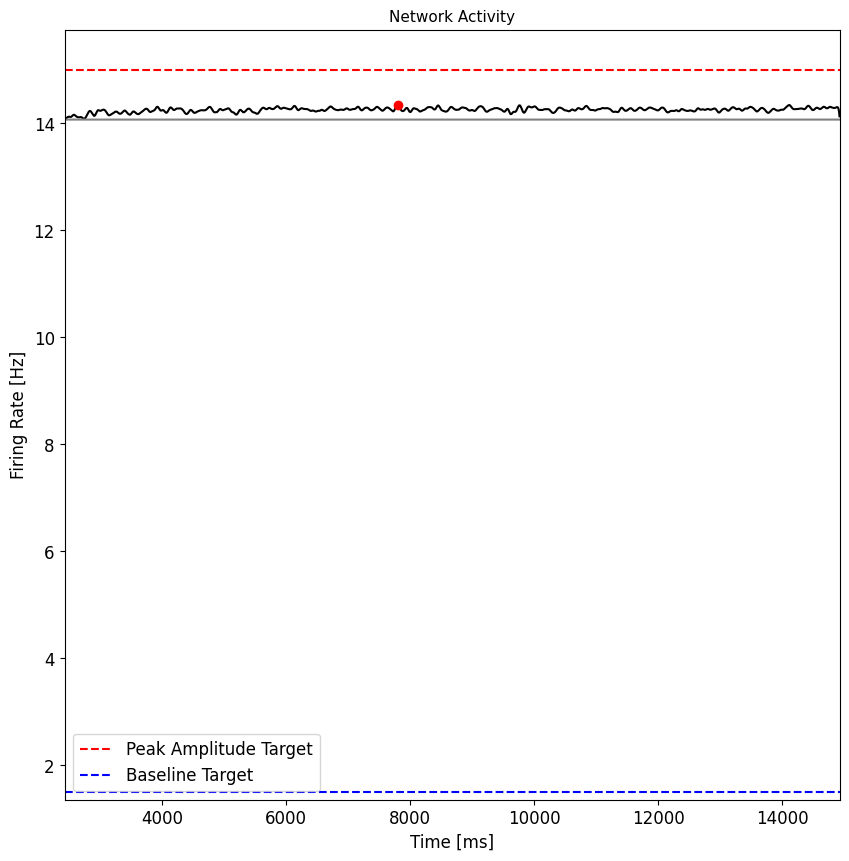 Network Activity
Firing Rate [Hz]
14
12
10
8
6
4
2
Peak Amplitude Target
Baseline Target
4000 6000 8000 10000 12000 14000
Time [ms]